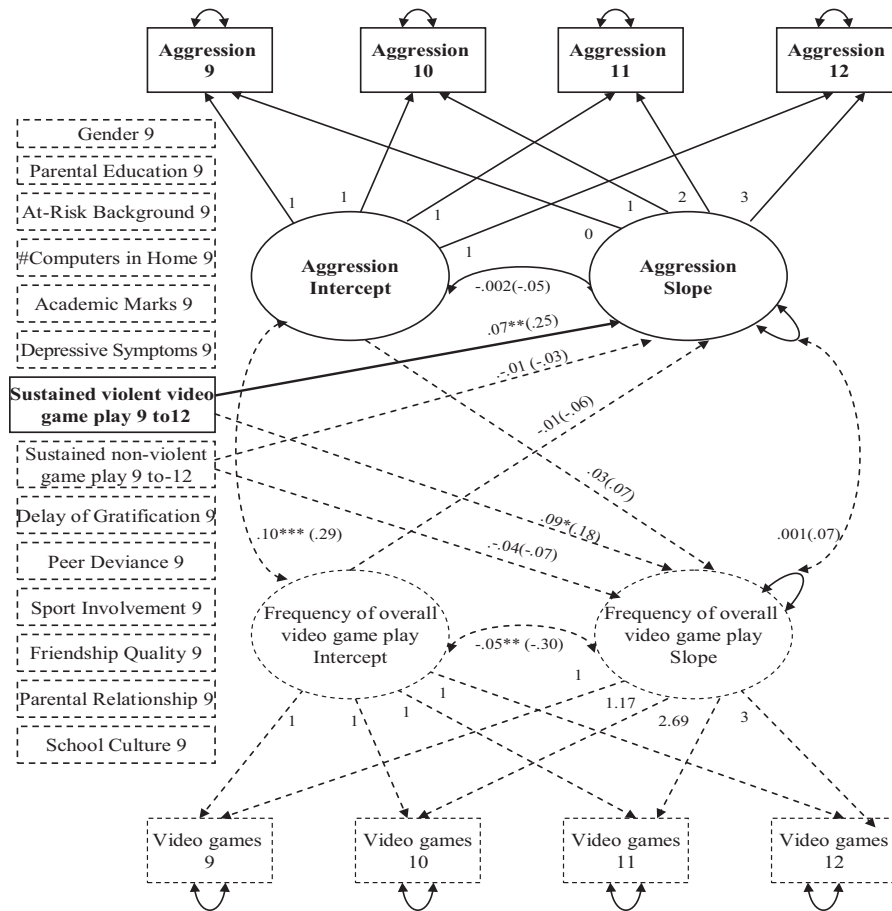 Aggression
9
Aggression
10
Aggression
11
Aggression
12
Gender 9
Parental Education 9
At-Risk Background 9
#Computers in Home 9
Academic Marks 9
Depressive Symptoms 9
Sustained violent video
game play 9 to12
Sustained non-violent
game play 9 to-12
Delay of Gratification 9
Peer Deviance 9
Sport Involvement 9
Friendship Quality 9
Parental Relationship 9
School Culture 9
1
1
1
1
0
1
2
3
Aggression
Intercept
Aggression
Slope
-.002(-.05)
.07**(.25)
.-.01 (-.03)
-.01(-.06)
.03(.07)
.09*(.18)
-.04(-.07)
.10*** (.29)
.001(.07)
Frequency of overall
video game play
Intercept
Frequency of overall
video game play
Slope
-.05** (-.30)
1
1
1
1
1
1.17
2.69
3
Video games
9
Video games
10
Video games
11
Video games
12